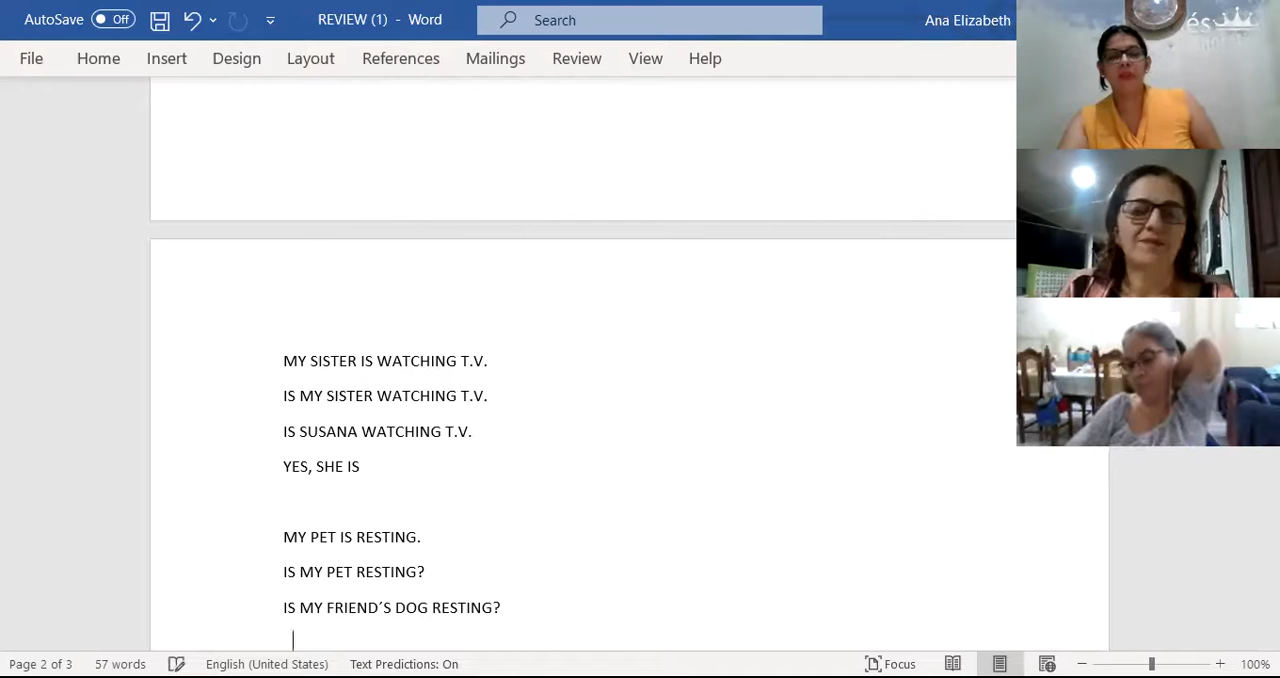 AutoSave Off REVIEW (1) - Word Search Ana Elizabeth
és
File Home Insert Design Layout References Mailings Review View Help
MY SISTER IS WATCHING T.V.
IS MY SISTER WATCHING T.V.
IS SUSANA WATCHING T.V.
YES, SHE IS
MY PET IS RESTING.
IS MY PET RESTING?
IS MY FRIEND´S DOG RESTING?
Page 2 of 3 57 words English (United States) Text Predictions: On Focus 100%